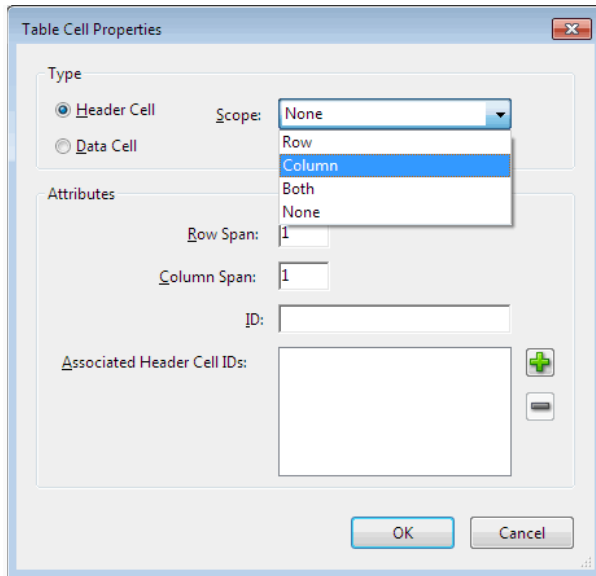 Table Cell Properties
Type
Header Cell Scope: None
Row
Data Cell
Column
Both
None
Attributes
Row Span: 1
Column Span: 1
ID:
Associated Header Cell IDs:
OK Cancel